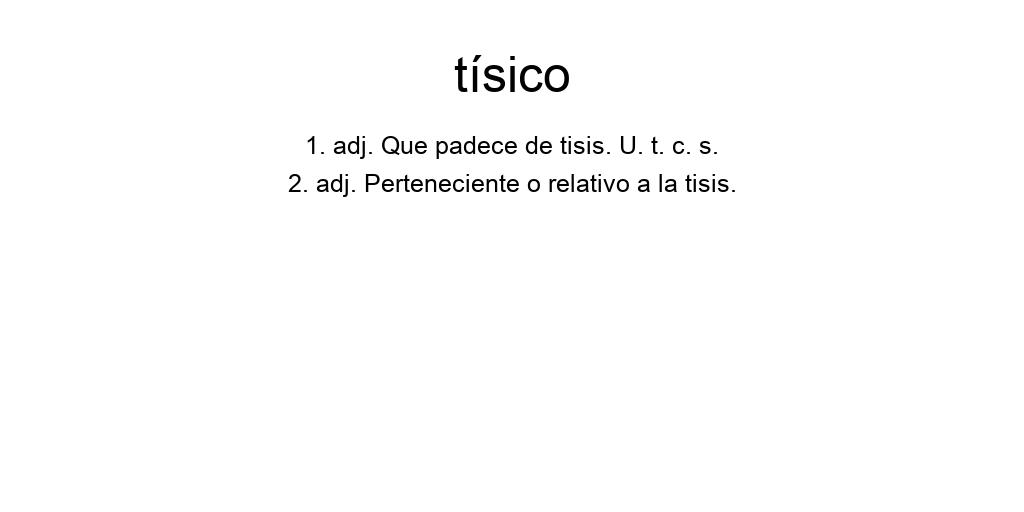 tísico
1. adj. Que padece de tisis. U. t. c. s.
2. adj. Perteneciente o relativo a la tisis.